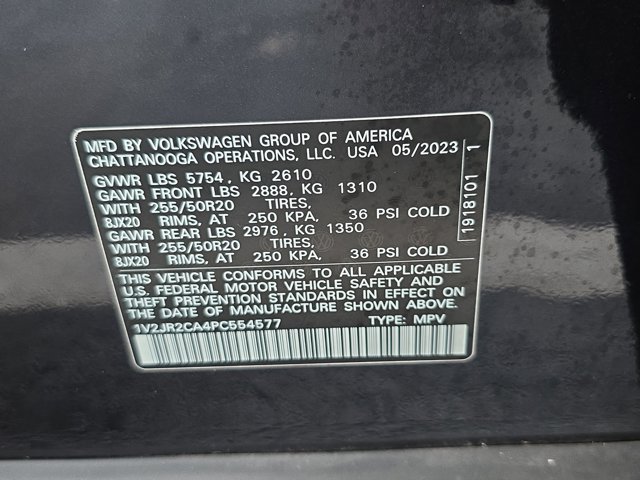 MFD BY VOLKSWAGEN GROUP OF AMERICA
CHATTANOOGA OPERATIONS, LLC. USA 05/2023
GVWR LBS 5754 , KG 2610
GAWR FRONT LBS 2888, KG 1310
WITH 255/50R20 TIRES,
8JX20 RIMS, AT 250 KPA, 36 PSI COLD
GAWR REAR LBS 2976, KG 1350
WITH 255/50R20 TIRES,
8JX20 RIMS, AT 250 KPA, 36 PSI COLD
THIS VEHICLE CONFORMS TO ALL APPLICABLE
U.S. FEDERAL MOTOR VEHICLE SAFETY AND
THEFT PREVENTION STANDARDS IN EFFECT ON
THE DATE OF MANUFACTURE SHOWN ABOVE.
1V2JR2CA4PC564577 TYPE: MPV
1918101 1